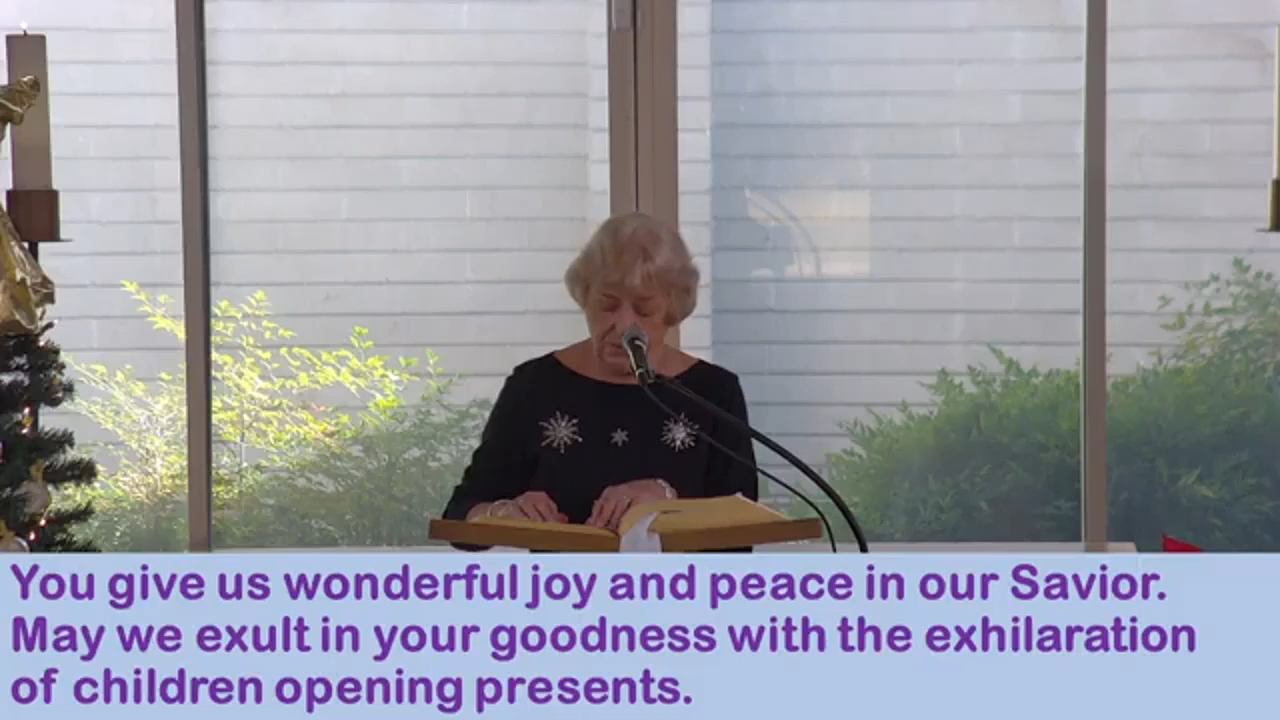 You give us wonderful joy and peace in our Savior.
May we exult in your goodness with the exhilaration
of children opening presents.